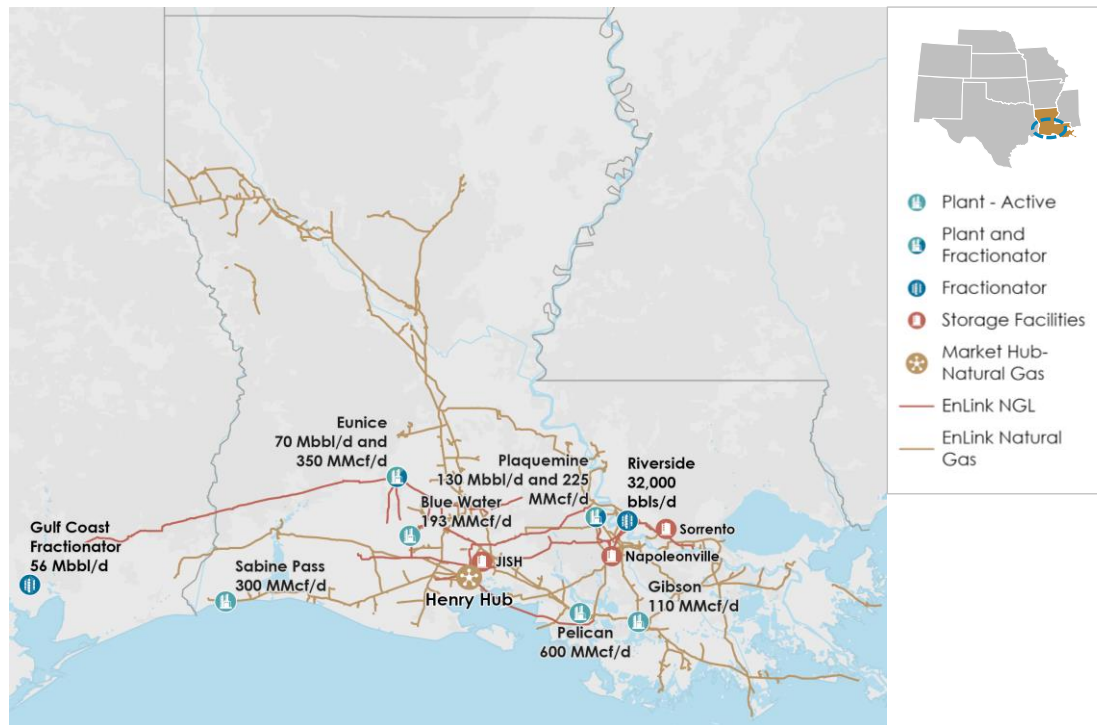 Eunice
70 Mbbl/d and
350 MMcf/d
Plaquemine
130 Mbbl/d and 225
MMcf/d
Riverside
32,000
bbls/d
Blue Water
193 MMcf/d
Gulf Coast
Fractionator
56 Mbbl/d
Sorrento
Napoleonville
JISH
Sabine Pass
300 MMcf/d
Henry Hub
Gibson
110 MMcf/d
Pelican
600 MMcf/d
Plant - Active
Plant and
Fractionator
Fractionator
Storage Facilities
Market Hub-
Natural Gas
EnLink NGL
EnLink Natural
Gas